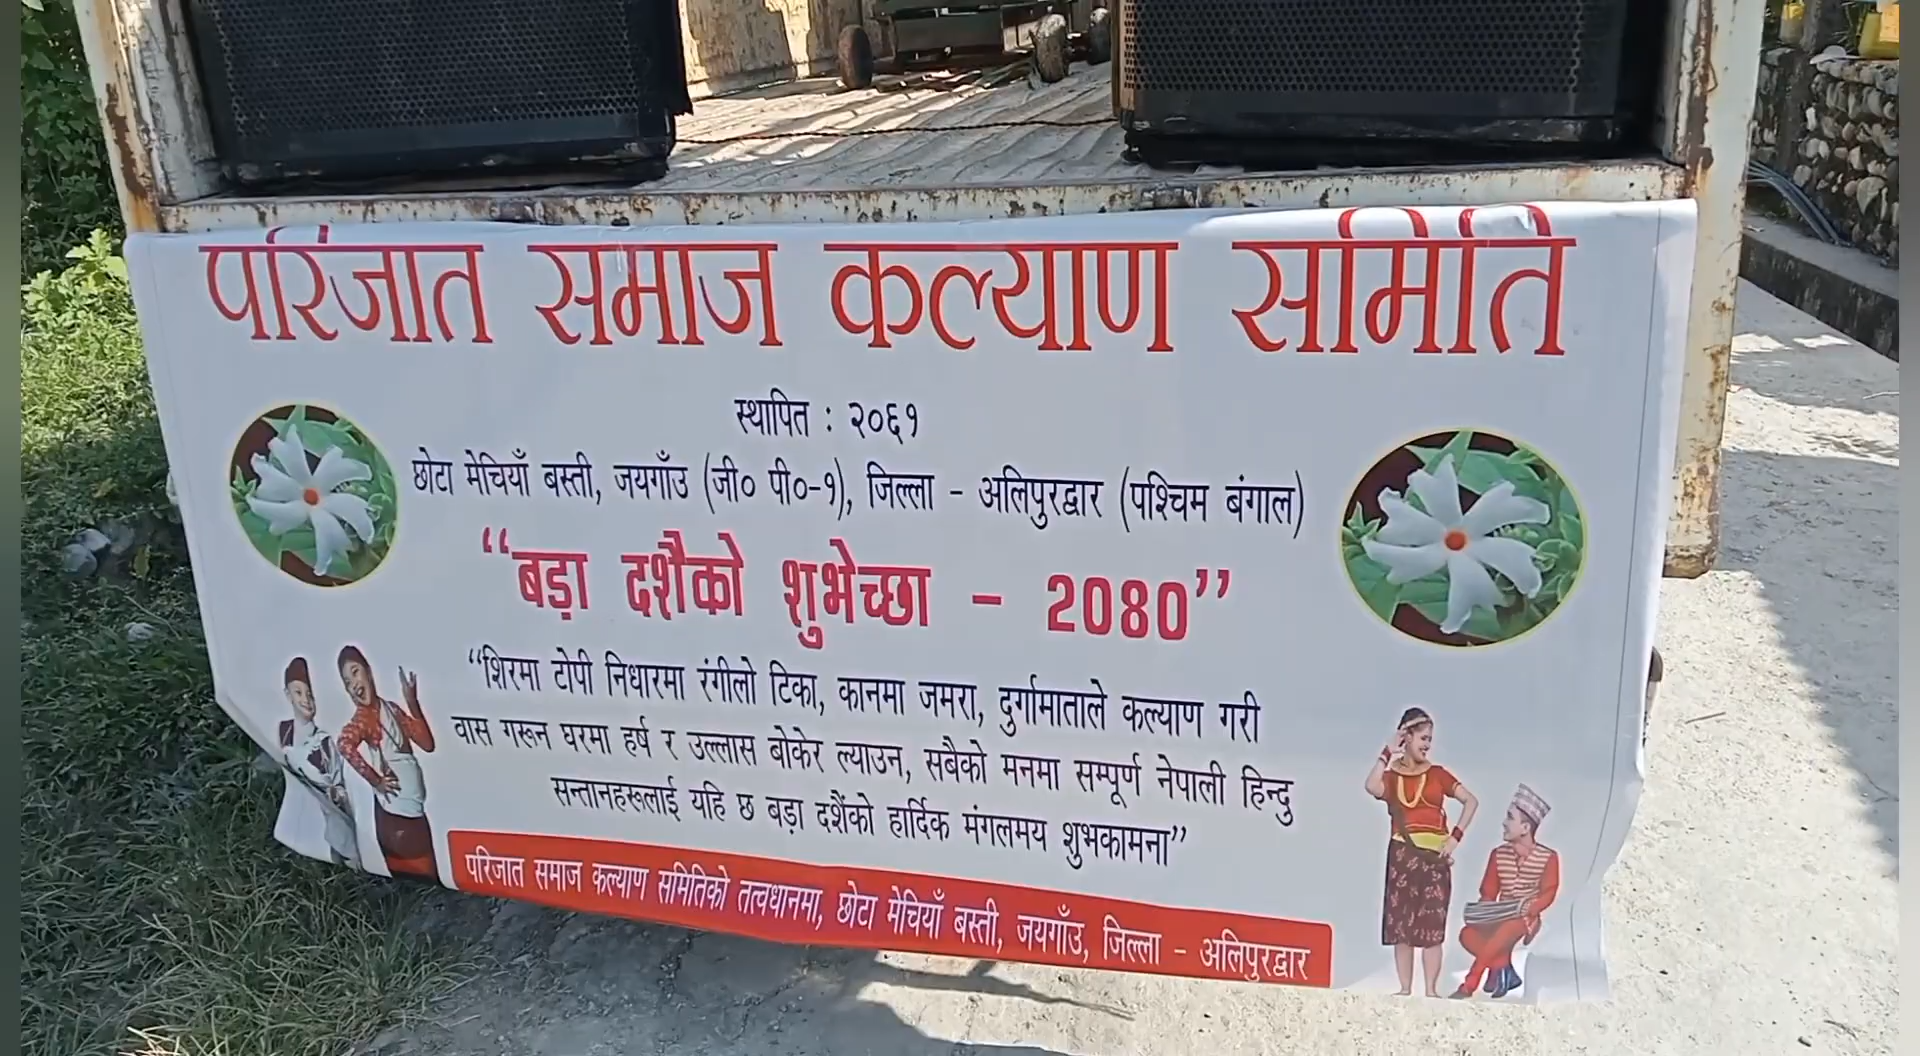 परिजात समाज कल्याण समिति
स्थापित : २०६१
छोटा मेचियाँ बस्ती, जयगाँउ (जी० पी०-१), जिल्ला - अलिपुरद्वार (पश्चिम बंगाल)
“बड़ा दशैको शुभेच्छा - 2080”
“शिरमा टोपी निधारमा रंगीलो टिका, कानमा जमरा, दुर्गामाताले कल्याण गरी
वास गरून घरमा हर्ष र उल्लास बोकेर ल्याउन, सबैको मनमा सम्पूर्ण नेपाली हिन्दु
सन्तानहरूलाई यहि छ बड़ा दशैंको हार्दिक मंगलमय शुभकामना”
परिजात समाज कल्याण समितिको तत्वधानमा, छोटा मेचियाँ बस्ती, जयगाँउ, जिल्ला - अलिपुरद्वार